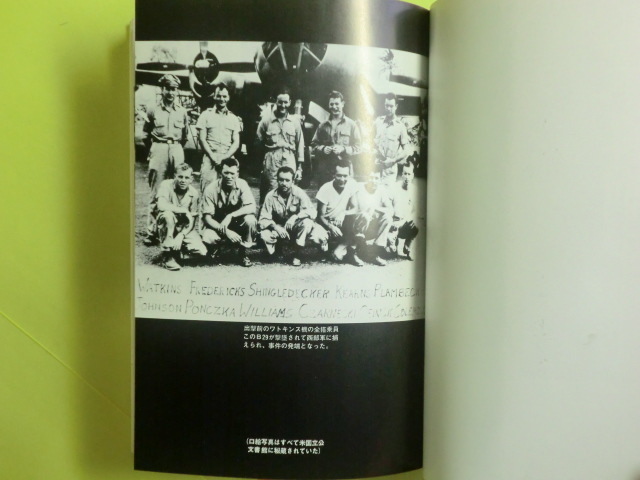 WATKINS FREDERICKS SHINGLEDECKER KEARNS PLAMBECK
JOHNSON PONCZKA WILLIAMS CZARNECKI
出撃前のワトキンス機の全搭乗員
このB29が撃墜されて西部軍に捕
えられ、事件の発端となった。
(口絵写真はすべて米国立公
文書館に秘蔵されていた)